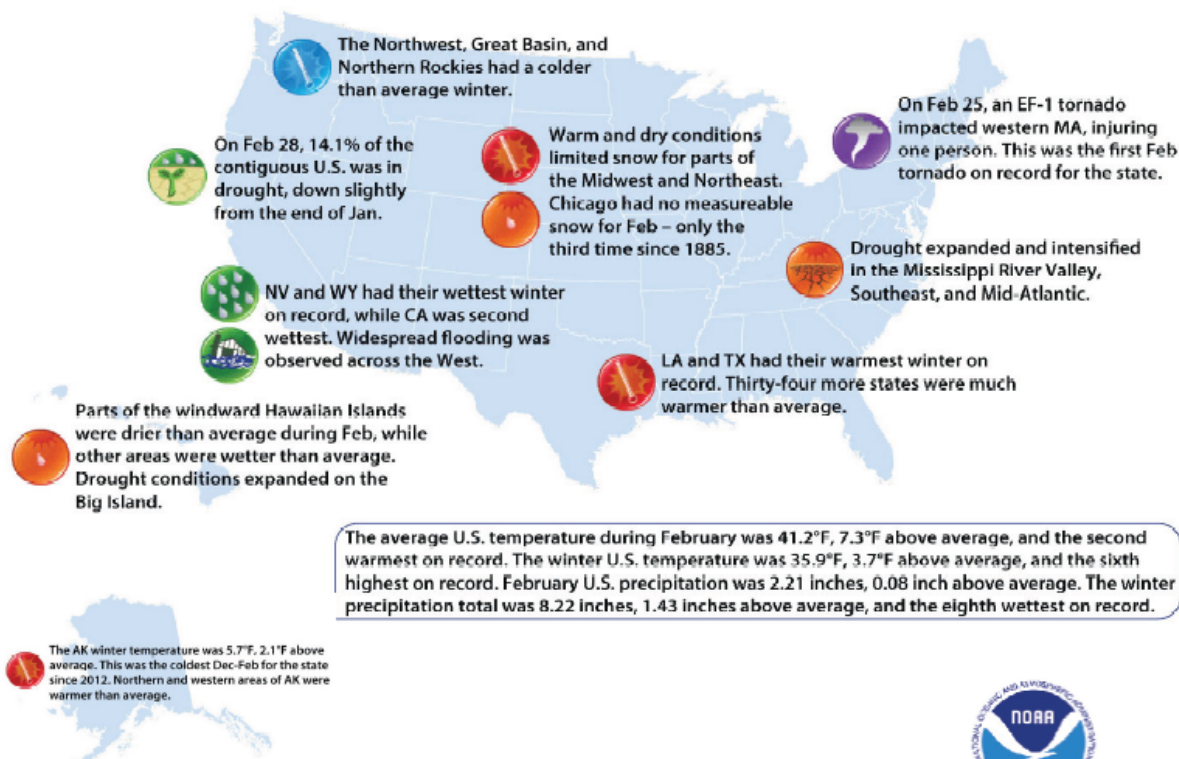 The Northwest, Great Basin, and
Northern Rockies had a colder
than average winter.
On Feb 28, 14.1% of the
contiguous U.S. was in
drought, down slightly
from the end of Jan.
Warm and dry conditions
limited snow for parts of
the Midwest and Northeast.
Chicago had no measureable
snow for Feb – only the
third time since 1885.
On Feb 25, an EF-1 tornado
impacted western MA, injuring
one person. This was the first Feb
tornado on record for the state.
Drought expanded and intensified
in the Mississippi River Valley,
Southeast, and Mid-Atlantic.
NV and WY had their wettest winter
on record, while CA was second
wettest. Widespread flooding was
observed across the West.
LA and TX had their warmest winter on
record. Thirty-four more states were much
warmer than average.
Parts of the windward Hawaiian Islands
were drier than average during Feb, while
other areas were wetter than average.
Drought conditions expanded on the
Big Island.
The average U.S. temperature during February was 41.2°F, 7.3°F above average, and the second
warmest on record. The winter U.S. temperature was 35.9°F, 3.7°F above average, and the sixth
highest on record. February U.S. precipitation was 2.21 inches, 0.08 inch above average. The winter
precipitation total was 8.22 inches, 1.43 inches above average, and the eighth wettest on record.
The AK winter temperature was 5.7°F, 2.1°F above
average. This was the coldest Dec-Feb for the state
since 2012. Northern and western areas of AK were
warmer than average.
NATIONAL OCEANIC AND ATMOSPHERIC ADMINISTRATION
NOAA